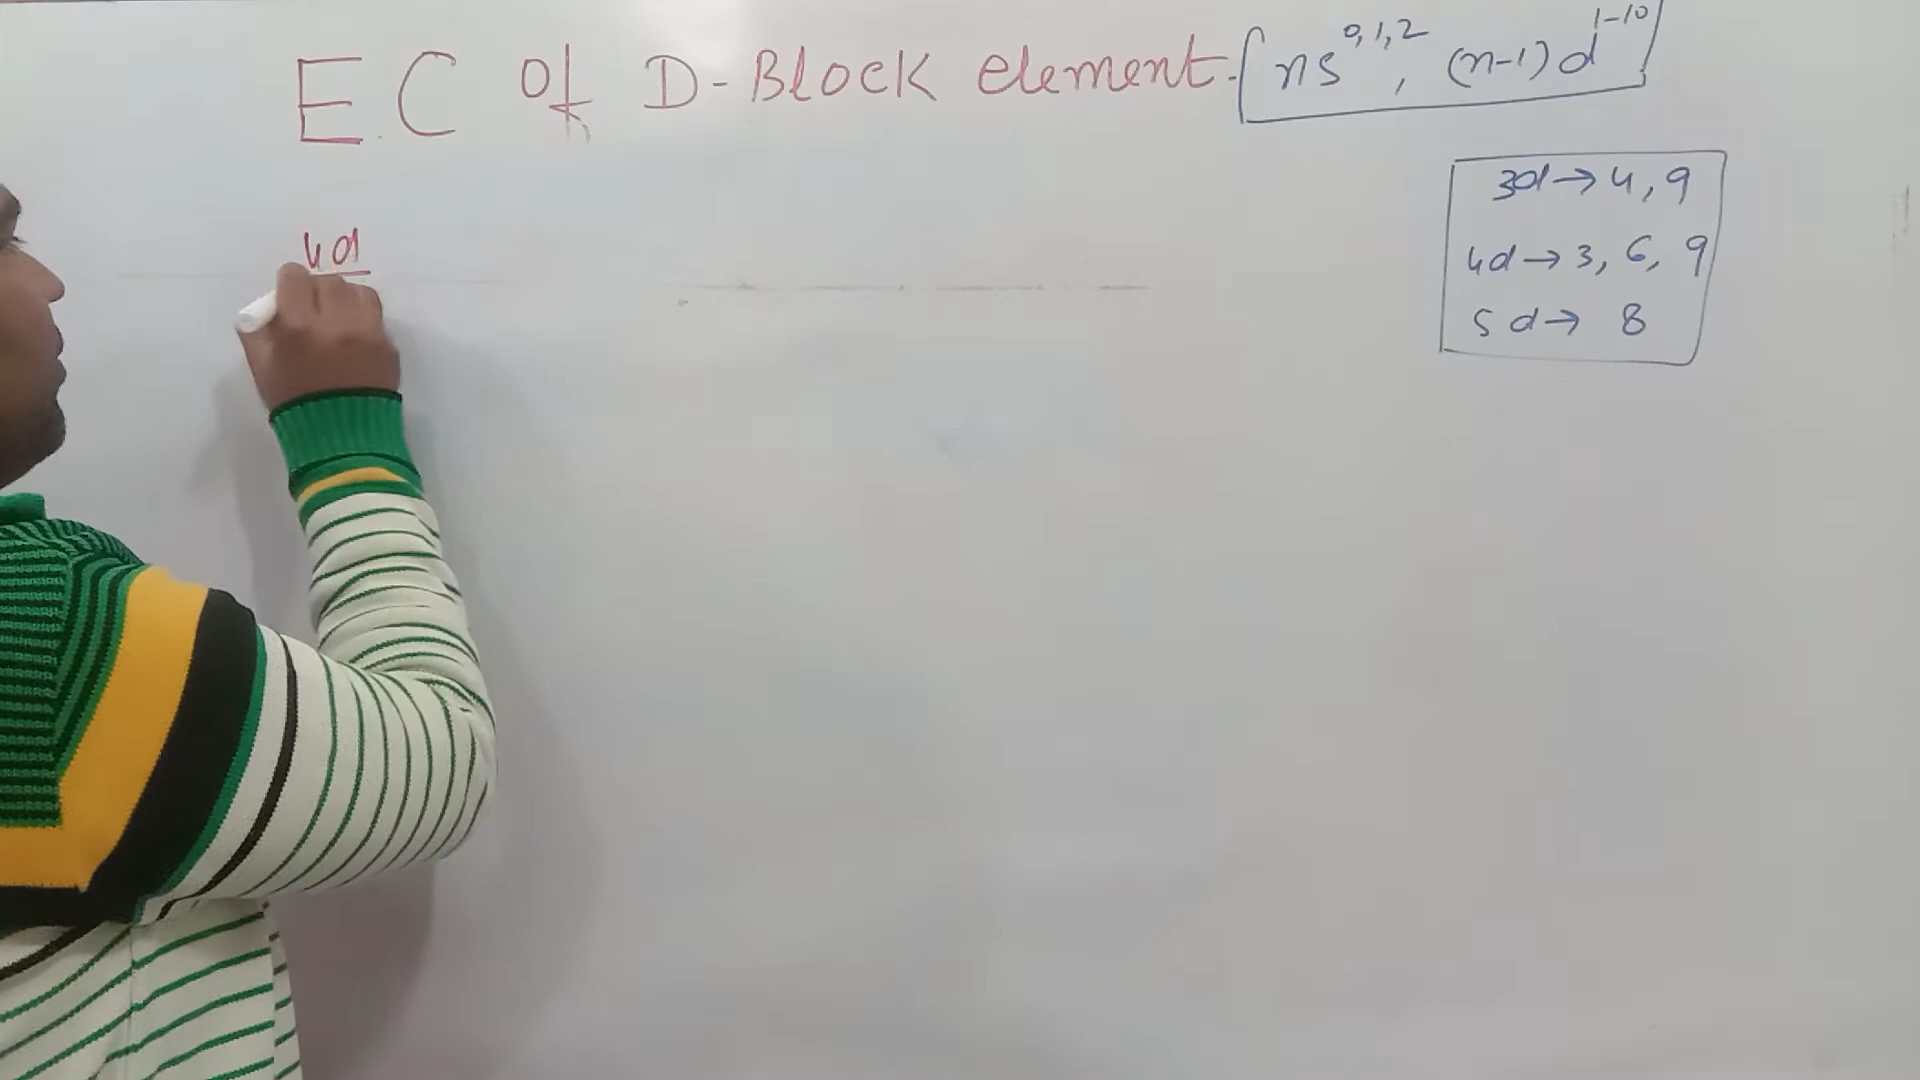 E.C Of D-Block element- [ns^0,1,2, (n-1)d^1-10]
3d→ 4, 9
4d
4d→ 3, 6, 9
5d→ 8